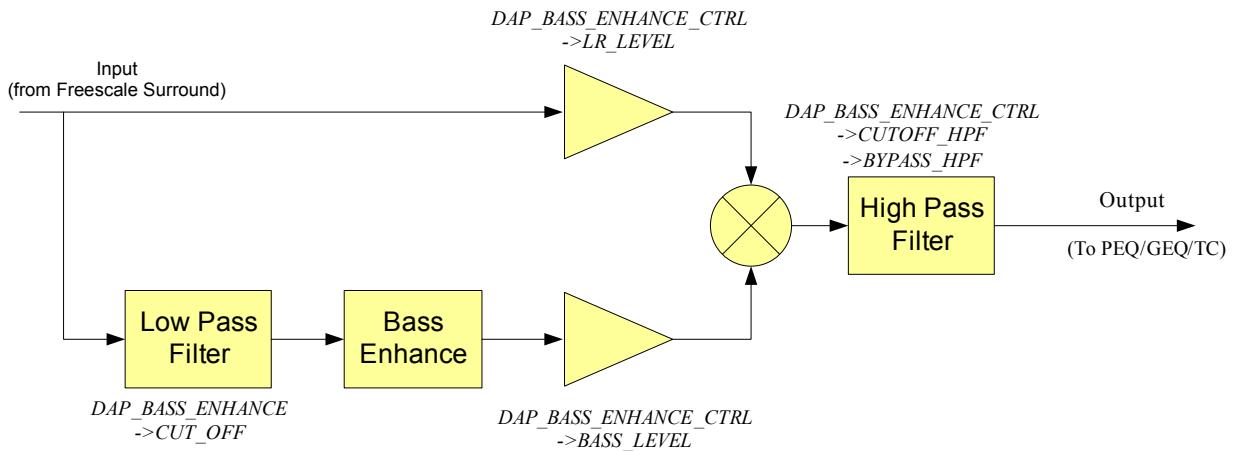 DAP_BASS_ENHANCE_CTRL
->LR_LEVEL
Input
(from Freescale Surround)
DAP_BASS_ENHANCE_CTRL
->CUTOFF_HPF
->BYPASS_HPF
High Pass
Filter
Output
(To PEQ/GEQ/TC)
Low Pass
Filter
Bass
Enhance
DAP_BASS_ENHANCE
->CUT_OFF
DAP_BASS_ENHANCE_CTRL
->BASS_LEVEL